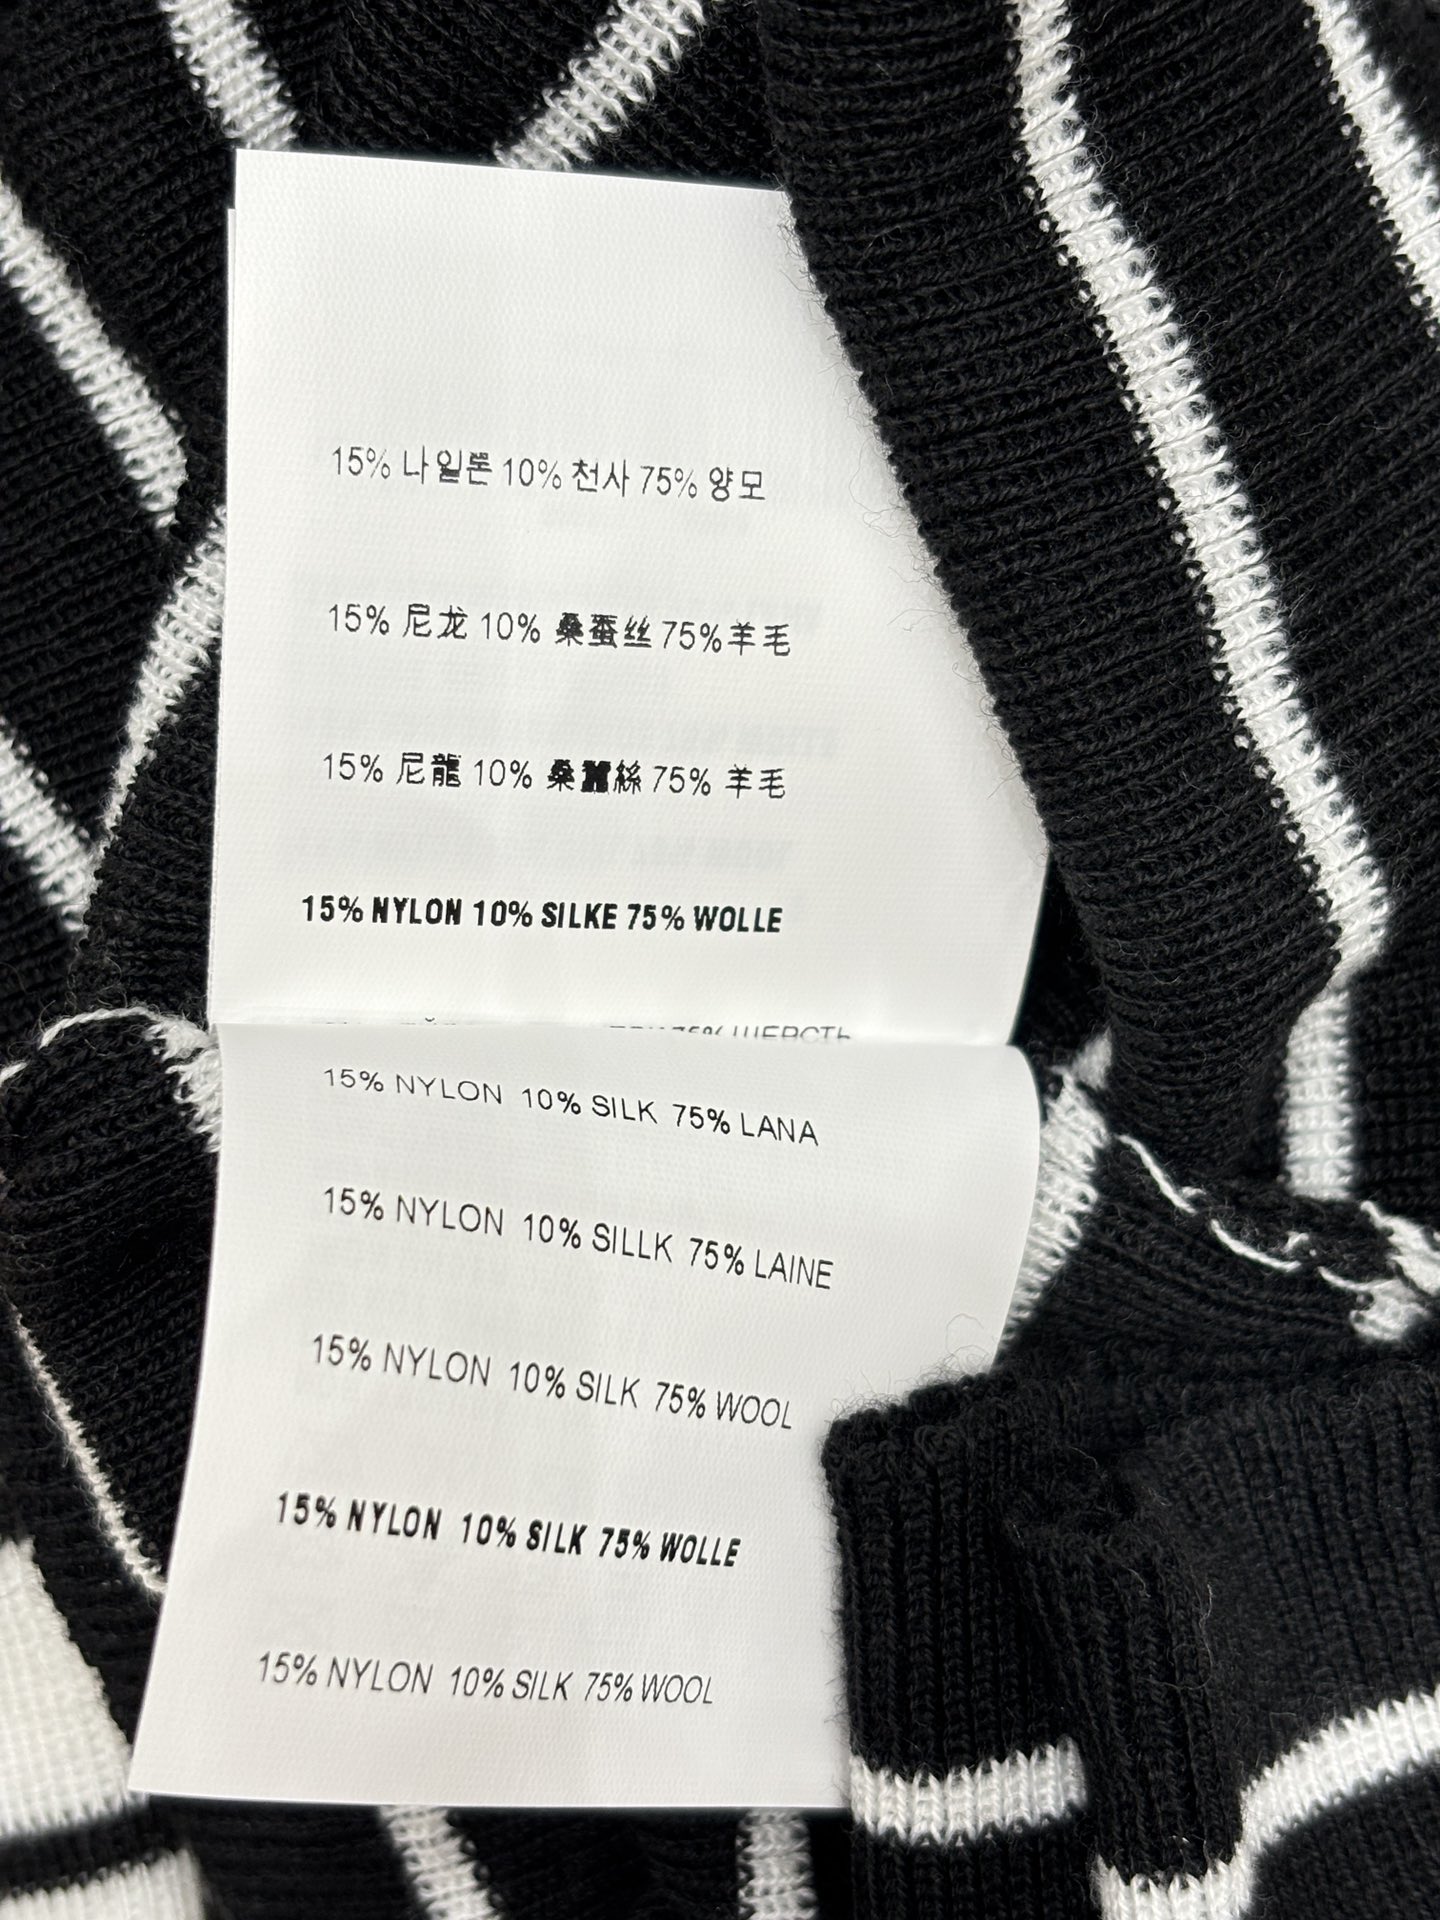 15% 나일론 10% 천사 75% 양모
15% 尼龙 10% 桑蚕丝 75%羊毛
15% 尼龍 10% 桑蠶絲 75% 羊毛
15% NYLON 10% SILKE 75% WOLLE
75% ШЕРСТЬ
15% NYLON 10% SILK 75% LANA
15% NYLON 10% SILLK 75% LAINE
15% NYLON 10% SILK 75% WOOL
15% NYLON 10% SILK 75% WOLLE
15% NYLON 10% SILK 75% WOOL